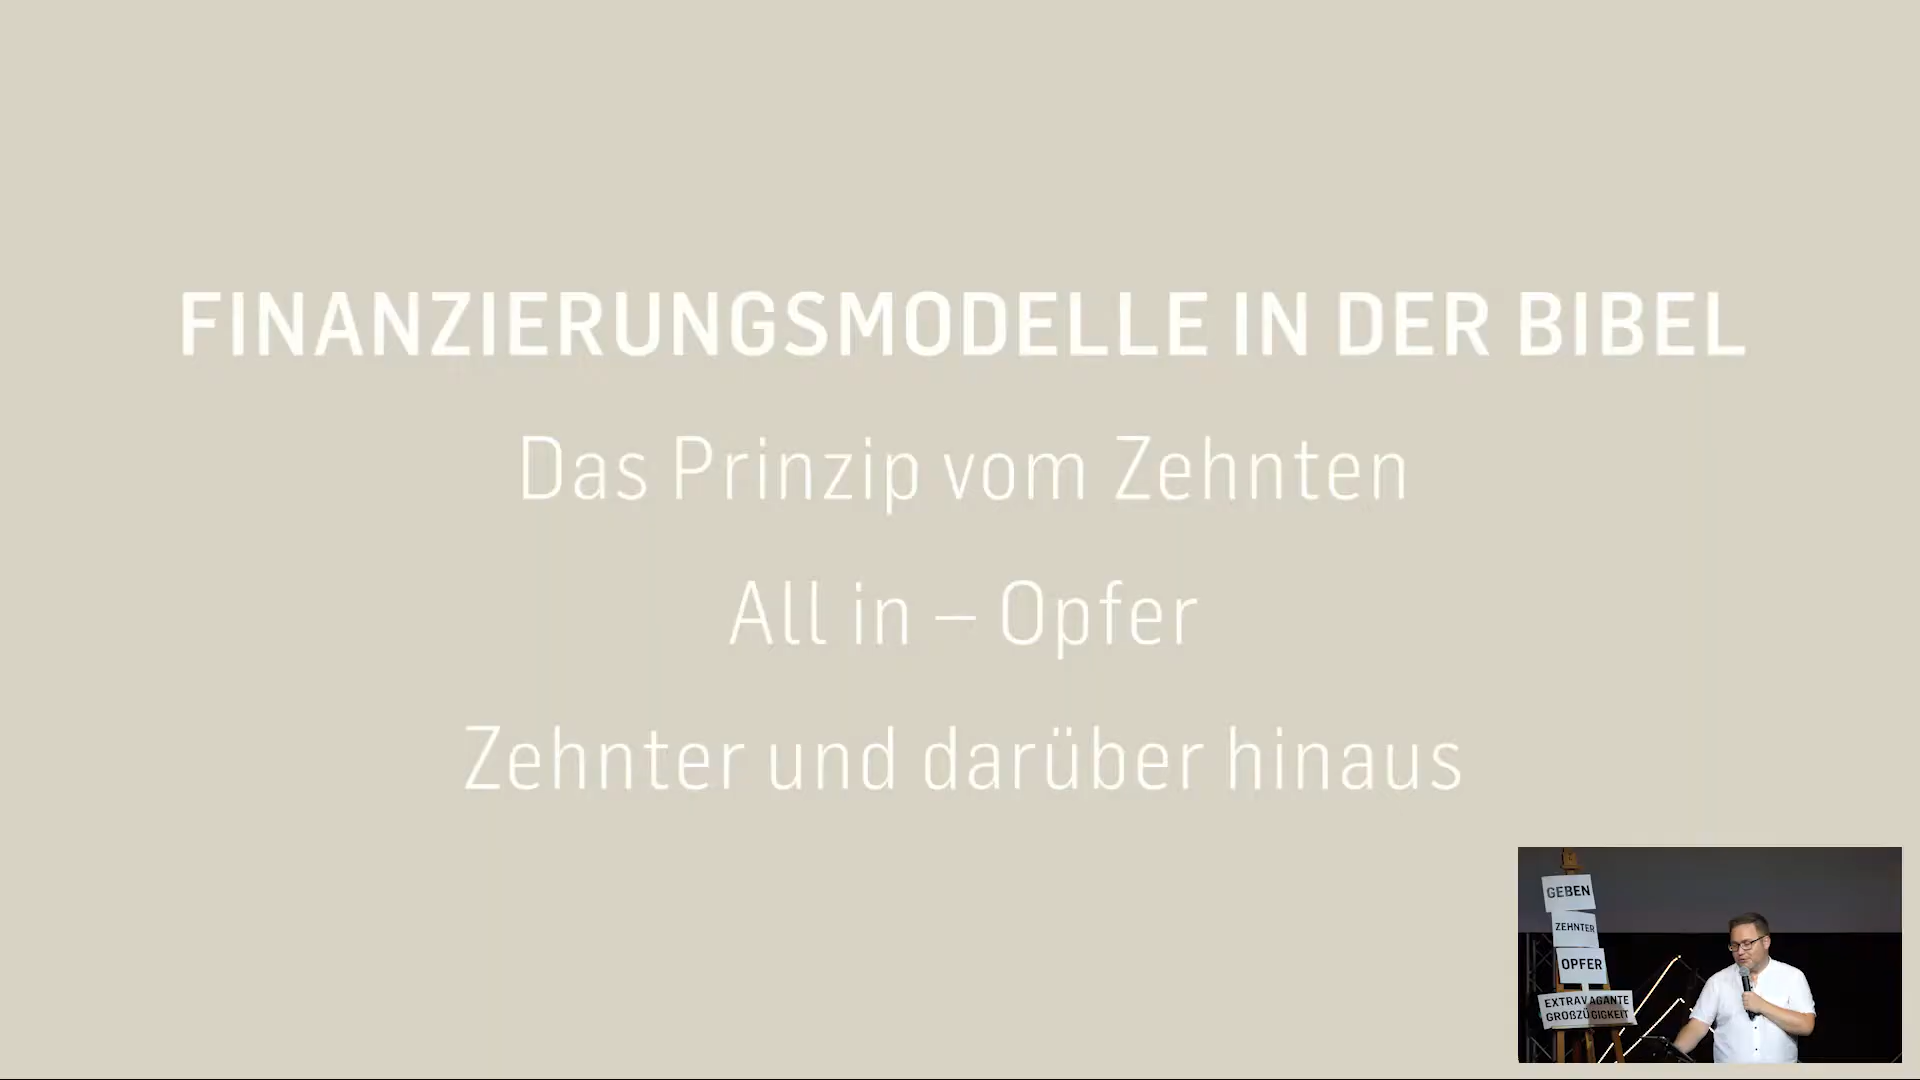 FINANZIERUNGSMODELLE IN DER BIBEL
Das Prinzip vom Zehnten
All in – Opfer
Zehnter und darüber hinaus
GEBEN
ZEHNTER
OPFER
EXTRAVAGANTE
GROßZÜGIGKEIT